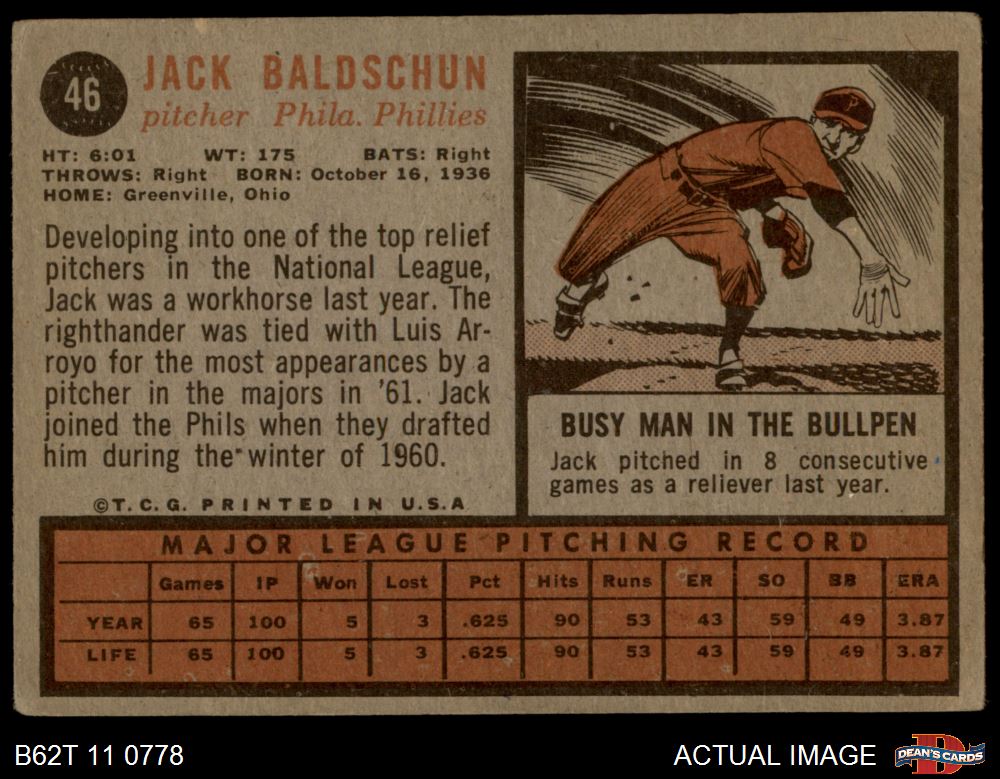 46
JACK BALDSCHUN
pitcher Phila. Phillies
HT: 6:01 WT: 175 BATS: Right
THROWS: Right BORN: October 16, 1936
HOME: Greenville, Ohio
Developing into one of the top relief
pitchers in the National League,
Jack was a workhorse last year. The
righthander was tied with Luis Ar-
royo for the most appearances by a
pitcher in the majors in '61. Jack
joined the Phils when they drafted
him during the winter of 1960.
©T.C.G. PRINTED IN U.S.A
P
BUSY MAN IN THE BULLPEN
Jack pitched in 8 consecutive
games as a reliever last year.
MAJOR LEAGUE PITCHING RECORD
Games IP Won Lost Pct Hits Runs ER SO BB ERA
YEAR 65 100 5 3 .625 90 53 43 59 49 3.87
LIFE 65 100 5 3 .625 90 53 43 59 49 3.87
B62T 11 0778
ACTUAL IMAGE
D
DEAN'S CARDS